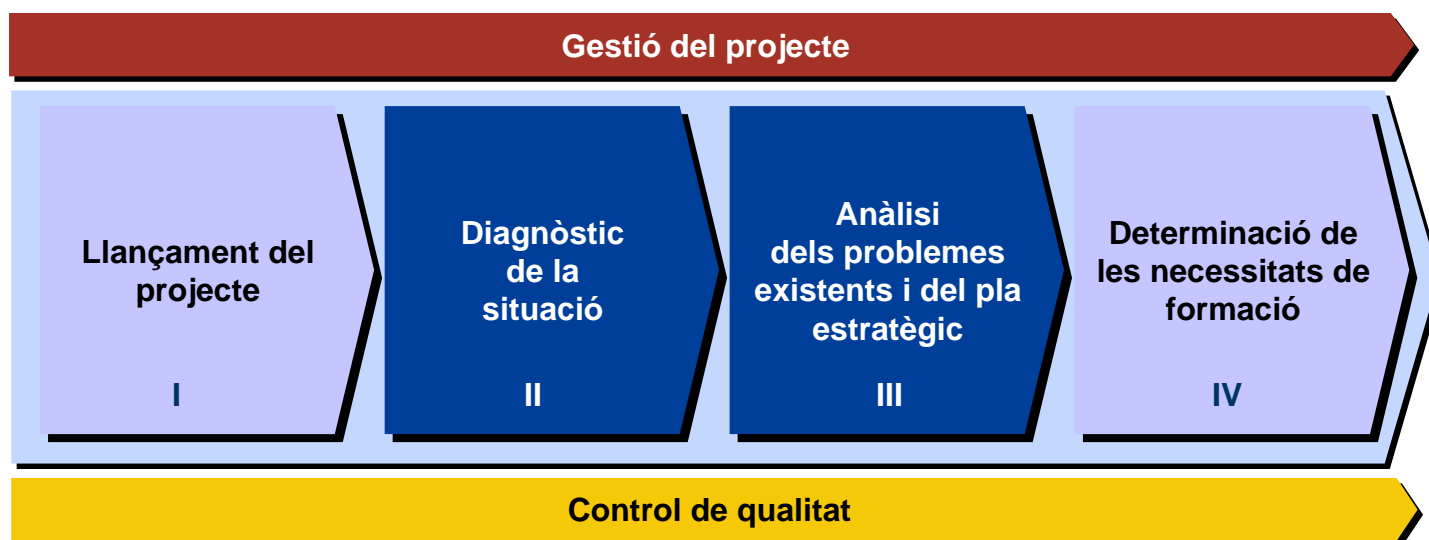 Gestió del projecte
Llançament del
projecte
I
Diagnòstic
de la
situació
II
Anàlisi
dels problemes
existents i del pla
estratègic
III
Determinació de
les necessitats de
formació
IV
Control de qualitat